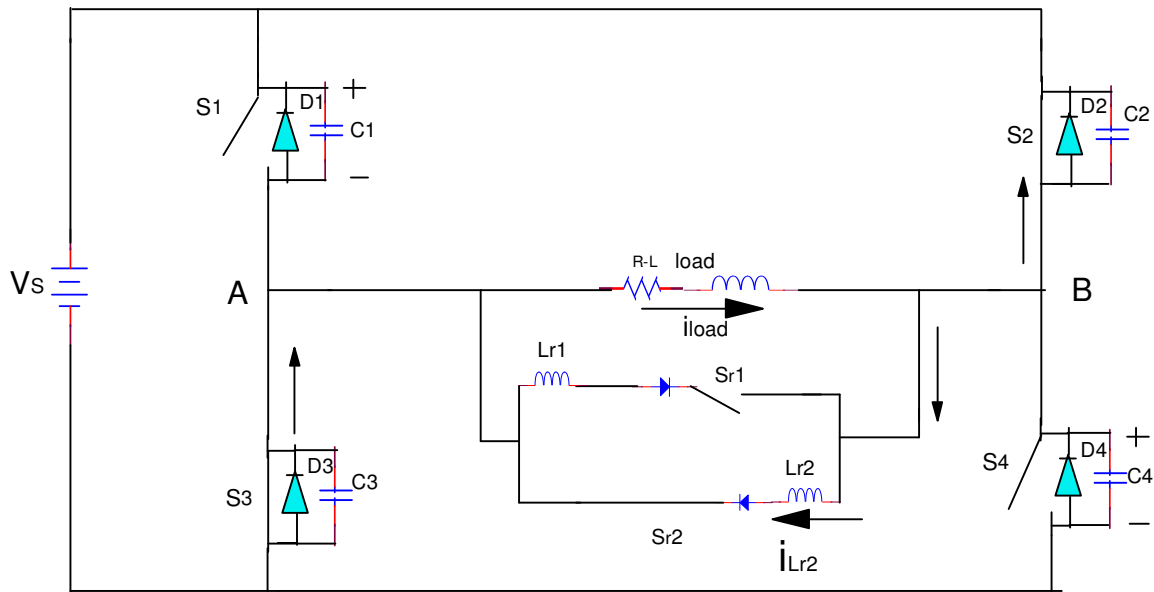 +
D1
S1
C1
−
D2
C2
S2
R-L
load
VS
A
B
iload
Lr1
Sr1
D3
C3
S3
Lr2
S4
+
D4
C4
−
Sr2
iLr2